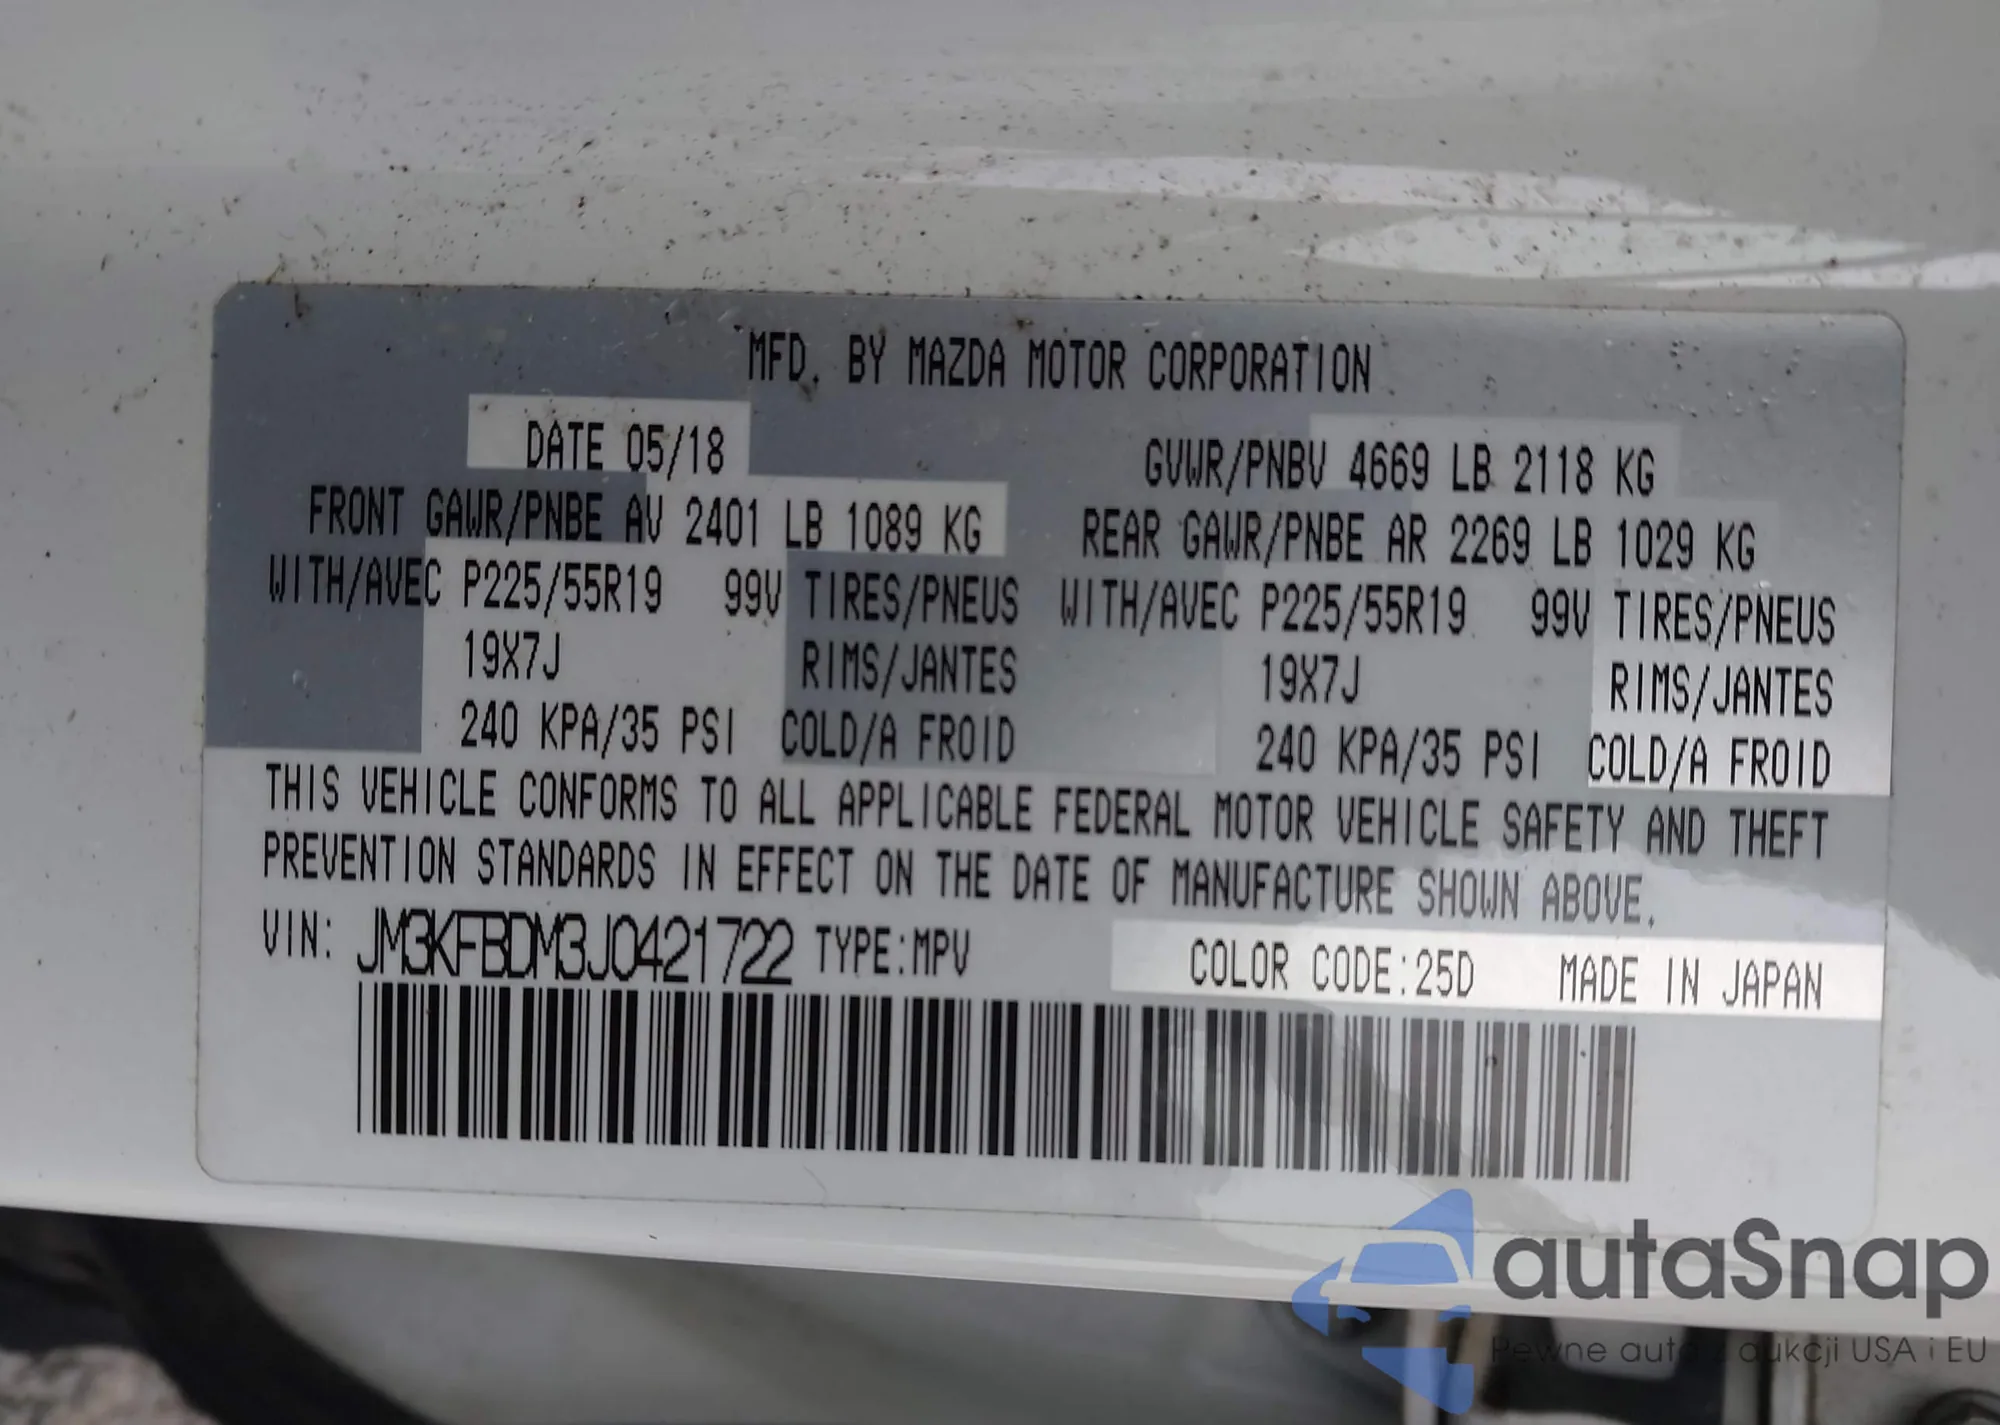 MFD. BY MAZDA MOTOR CORPORATION
DATE 05/18 GVWR/PNBV 4669 LB 2118 KG
FRONT GAWR/PNBE AV 2401 LB 1089 KG REAR GAWR/PNBE AR 2269 LB 1029 KG
WITH/AVEC P225/55R19 99V TIRES/PNEUS WITH/AVEC P225/55R19 99V TIRES/PNEUS
19X7J RIMS/JANTES 19X7J RIMS/JANTES
240 KPA/35 PSI COLD/A FROID 240 KPA/35 PSI COLD/A FROID
THIS VEHICLE CONFORMS TO ALL APPLICABLE FEDERAL MOTOR VEHICLE SAFETY AND THEFT
PREVENTION STANDARDS IN EFFECT ON THE DATE OF MANUFACTURE SHOWN ABOVE.
VIN: JM3KFBDM3J0421722 TYPE:MPV COLOR CODE:25D MADE IN JAPAN
autaSnap
Pewne auta z aukcji USA i EU